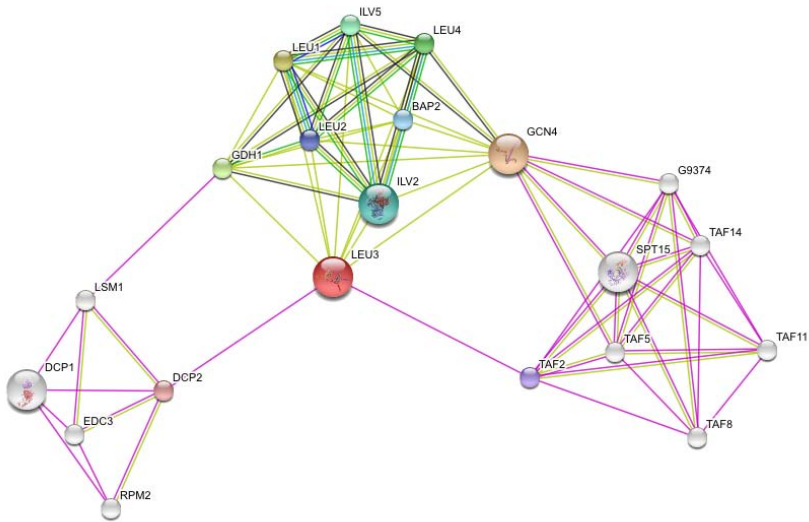 ILV5
LEU4
LEU1
BAP2
LEU2
GCN4
GDH1
ILV2
G9374
TAF14
SPT15
LEU3
LSM1
TAF5
TAF11
DCP1
TAF2
DCP2
EDC3
TAF8
RPM2